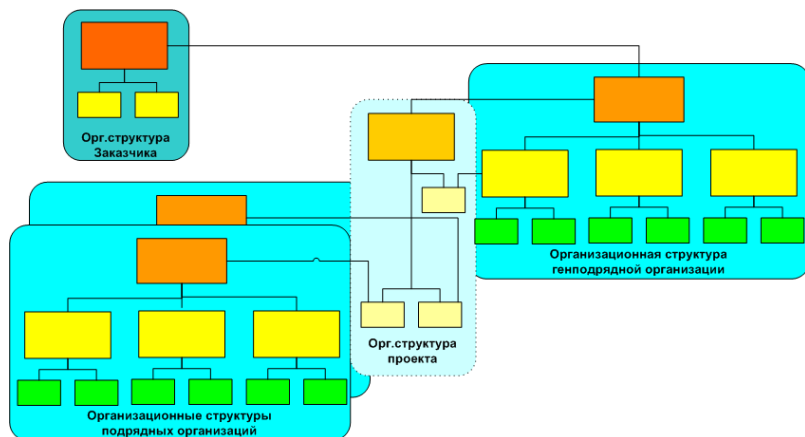 Орг.структура
Заказчика
Организационная структура
генподрядной организации
Орг.структура
проекта
Организационные структуры
подрядных организаций